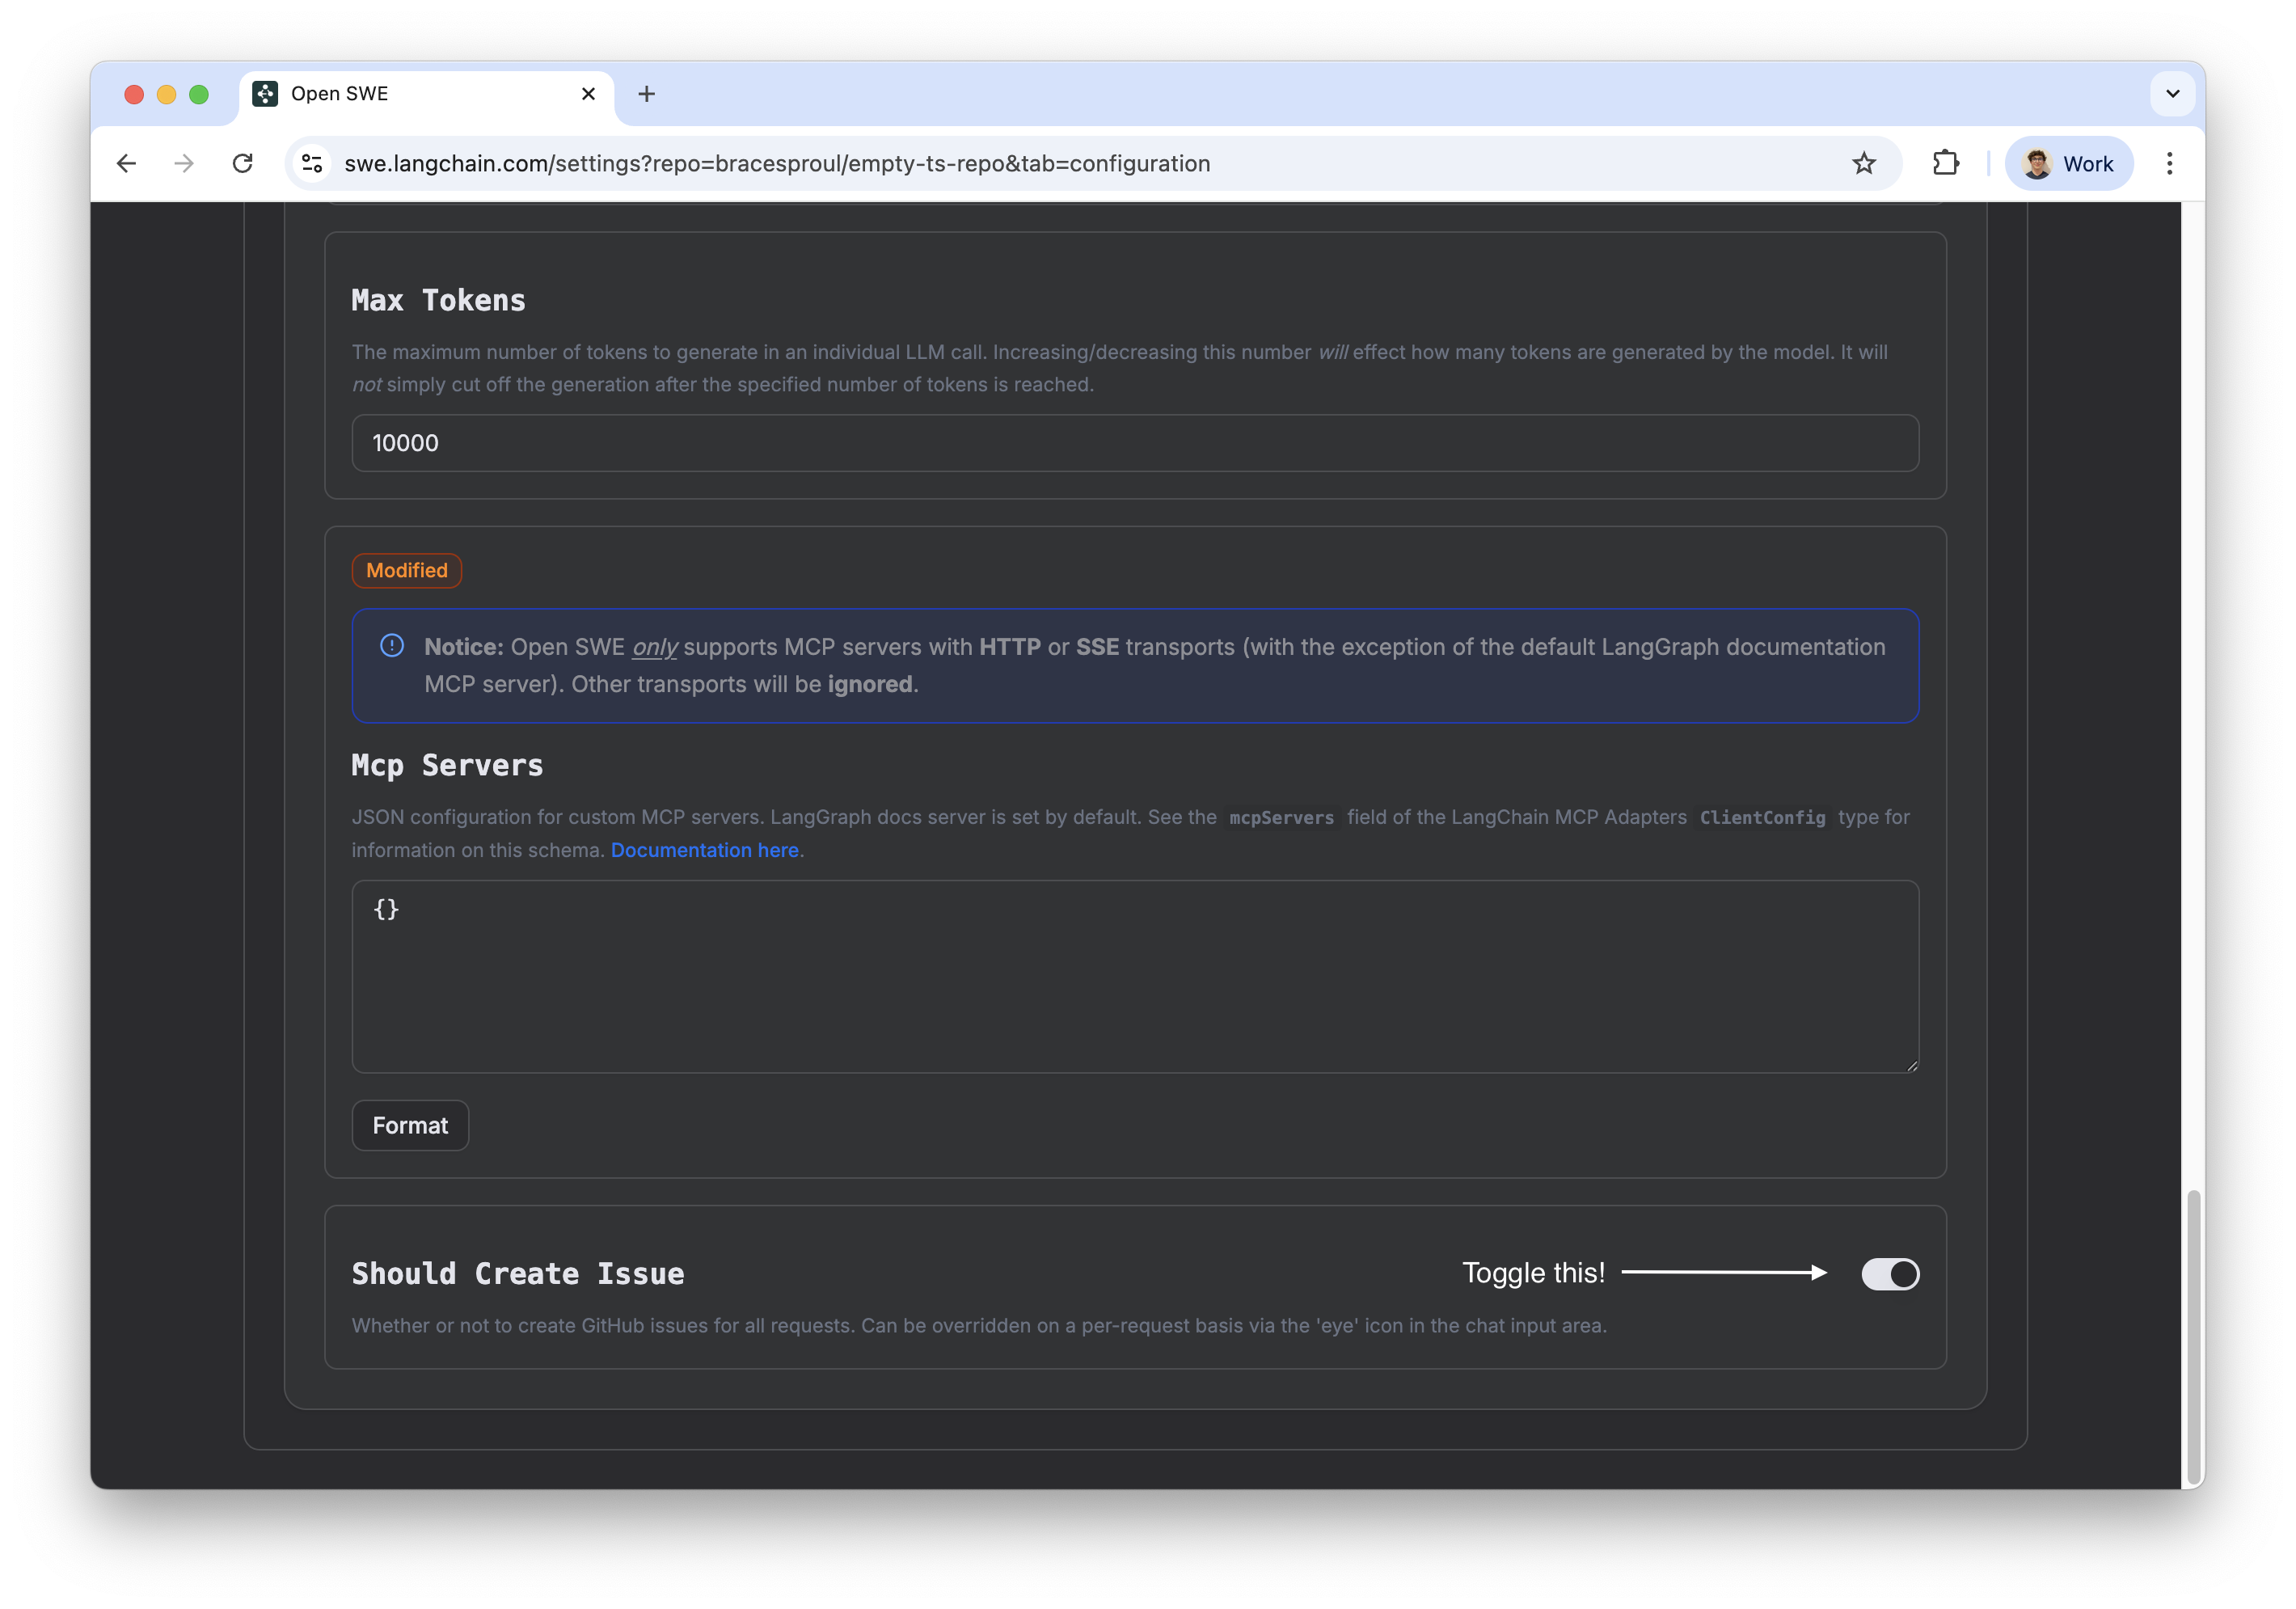 Open SWE
swe.langchain.com/settings?repo=bracesproul/empty-ts-repo&tab=configuration
Work
Max Tokens
The maximum number of tokens to generate in an individual LLM call. Increasing/decreasing this number will effect how many tokens are generated by the model. It will
not simply cut off the generation after the specified number of tokens is reached.
10000
Modified
Notice: Open SWE only supports MCP servers with HTTP or SSE transports (with the exception of the default LangGraph documentation
MCP server). Other transports will be ignored.
Mcp Servers
JSON configuration for custom MCP servers. LangGraph docs server is set by default. See the mcpServers field of the LangChain MCP Adapters ClientConfig type for
information on this schema. Documentation here.
{}
Format
Should Create Issue
Toggle this!
Whether or not to create GitHub issues for all requests. Can be overridden on a per-request basis via the 'eye' icon in the chat input area.